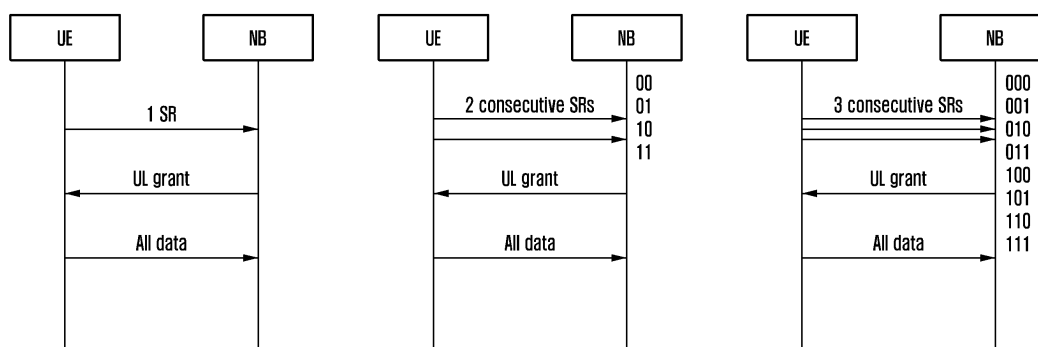 UE NB
1 SR
UL grant
All data
UE NB
2 consecutive SRs
00
01
10
11
UL grant
All data
UE NB
3 consecutive SRs
000
001
010
011
100
101
110
111
UL grant
All data